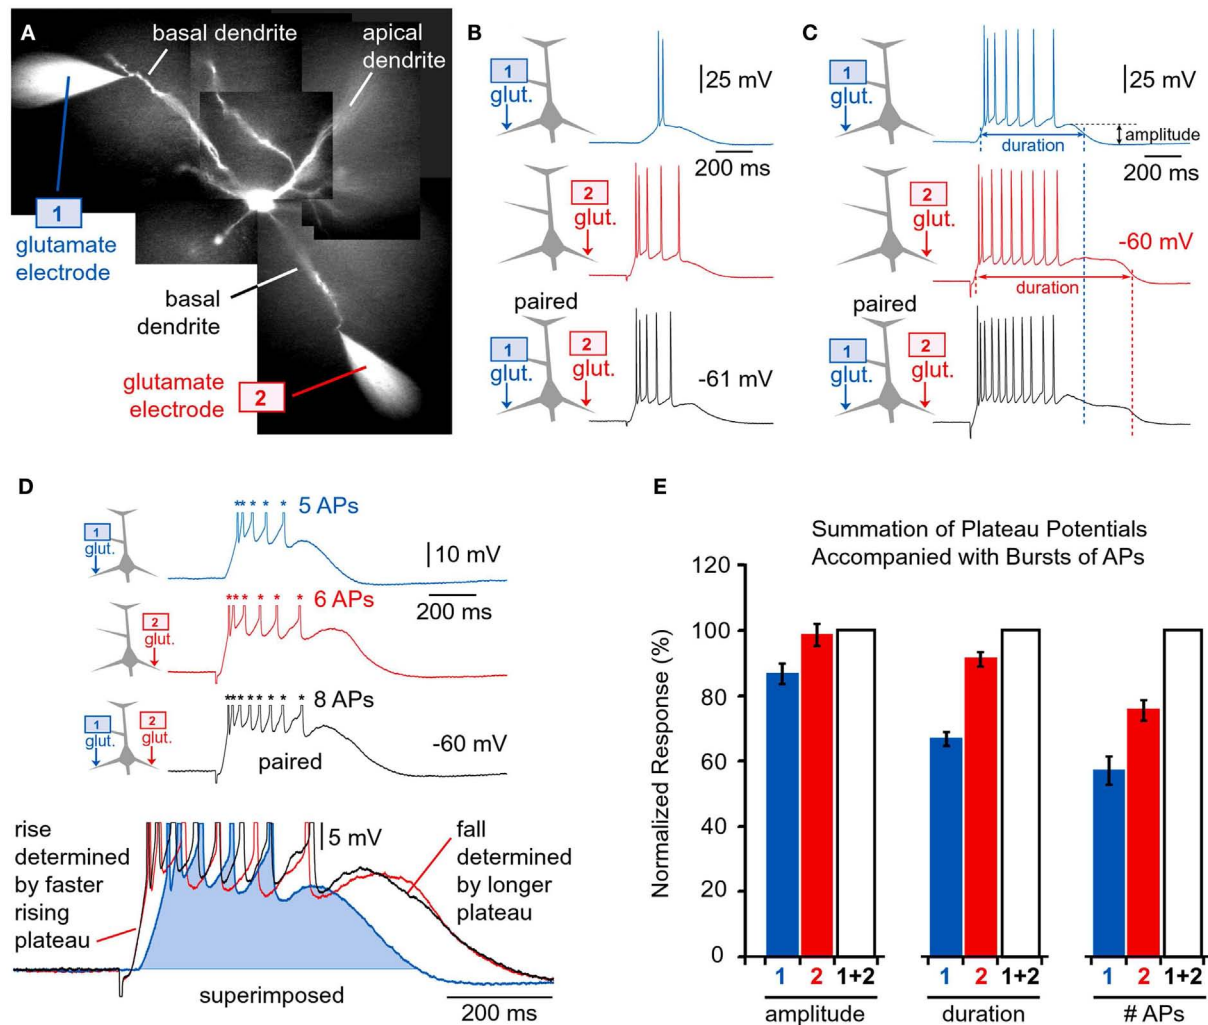 A
basal dendrite
apical
dendrite
1
glutamate
electrode
basal
dendrite
glutamate
electrode
2
B
1
glut.
25 mV
200 ms
2
glut.
paired
1
glut.
2
glut.
-61 mV
C
1
glut.
25 mV
amplitude
duration
200 ms
2
glut.
-60 mV
duration
paired
1
glut.
2
glut.
D
1
glut.
** * * * 5 APs
10 mV
200 ms
2
glut.
** * * * * 6 APs
1
glut.
2
glut.
** * * * * * * 8 APs
paired
-60 mV
rise
determined
by faster
rising
plateau
5 mV
fall
determined
by longer
plateau
superimposed
200 ms
E
Summation of Plateau Potentials
Accompanied with Bursts of APs
Normalized Response (%)
120
100
80
60
40
20
0
1 2 1+2
1 2 1+2
1 2 1+2
amplitude
duration
# APs